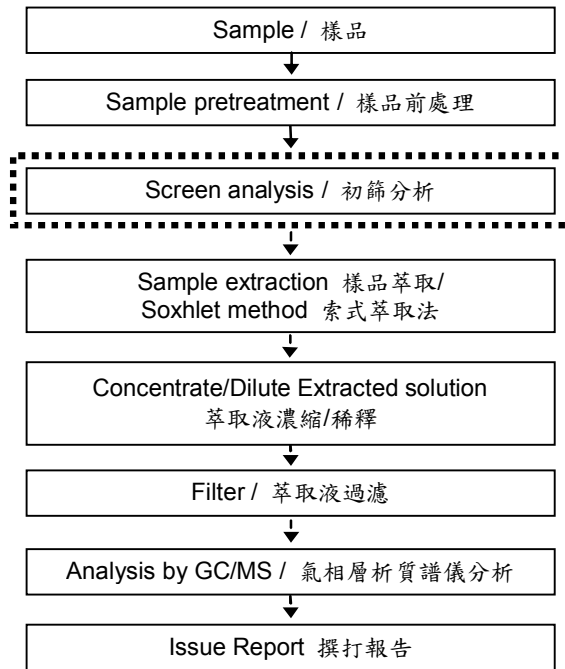 Sample / 樣品
Sample pretreatment / 樣品前處理
Screen analysis / 初篩分析
Sample extraction 樣品萃取/
Soxhlet method 索式萃取法
Concentrate/Dilute Extracted solution
萃取液濃縮/稀釋
Filter / 萃取液過濾
Analysis by GC/MS / 氣相層析質譜儀分析
Issue Report 撰打報告